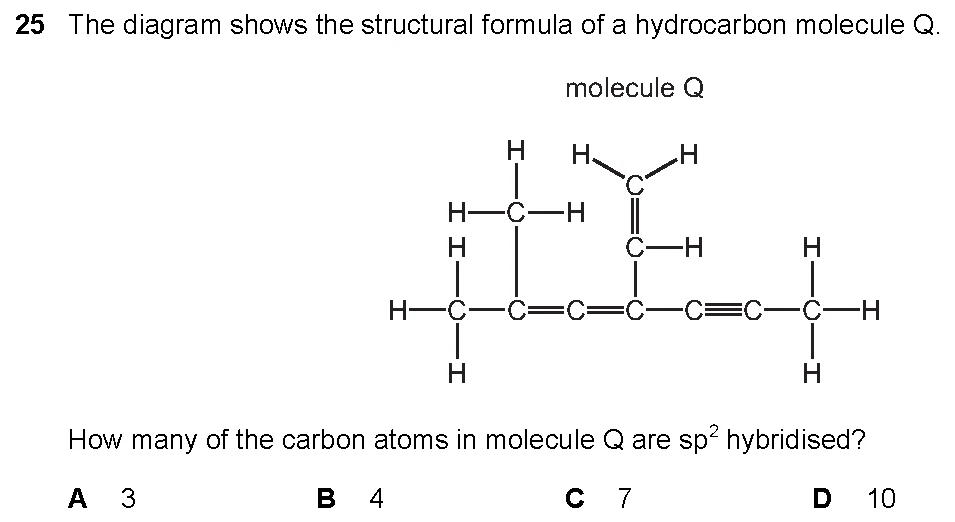 25 The diagram shows the structural formula of a hydrocarbon molecule Q.
molecule Q
H H H
C
H C H
H C H H
H C C C C C C C H
H H
How many of the carbon atoms in molecule Q are sp² hybridised?
A 3 B 4 C 7 D 10